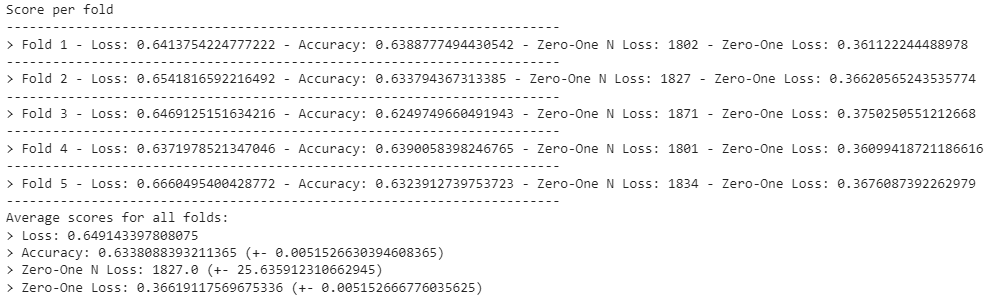 Score per fold
------------------------------------------------------------------------
> Fold 1 - Loss: 0.6413754224777222 - Accuracy: 0.6388777494430542 - Zero-One N Loss: 1802 - Zero-One Loss: 0.361122244488978
------------------------------------------------------------------------
> Fold 2 - Loss: 0.6541816592216492 - Accuracy: 0.633794367313385 - Zero-One N Loss: 1827 - Zero-One Loss: 0.36620565243535774
------------------------------------------------------------------------
> Fold 3 - Loss: 0.6469125151634216 - Accuracy: 0.6249749660491943 - Zero-One N Loss: 1871 - Zero-One Loss: 0.3750250551212668
------------------------------------------------------------------------
> Fold 4 - Loss: 0.6371978521347046 - Accuracy: 0.6390058398246765 - Zero-One N Loss: 1801 - Zero-One Loss: 0.36099418721186616
------------------------------------------------------------------------
> Fold 5 - Loss: 0.6660495400428772 - Accuracy: 0.6323912739753723 - Zero-One N Loss: 1834 - Zero-One Loss: 0.3676087392262979
------------------------------------------------------------------------
Average scores for all folds:
> Loss: 0.649143397808075
> Accuracy: 0.6338088393211365 (+- 0.0051526630394608365)
> Zero-One N Loss: 1827.0 (+- 25.635912310662945)
> Zero-One Loss: 0.36619117569675336 (+- 0.005152666776035625)